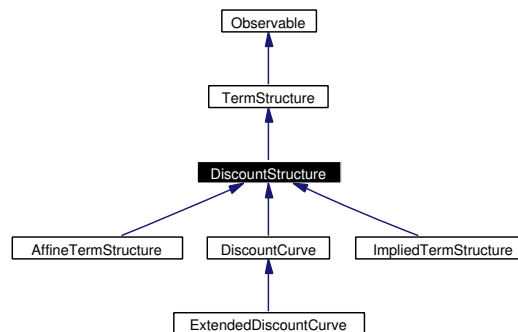 Observable
TermStructure
DiscountStructure
AffineTermStructure
DiscountCurve
ImpliedTermStructure
ExtendedDiscountCurve